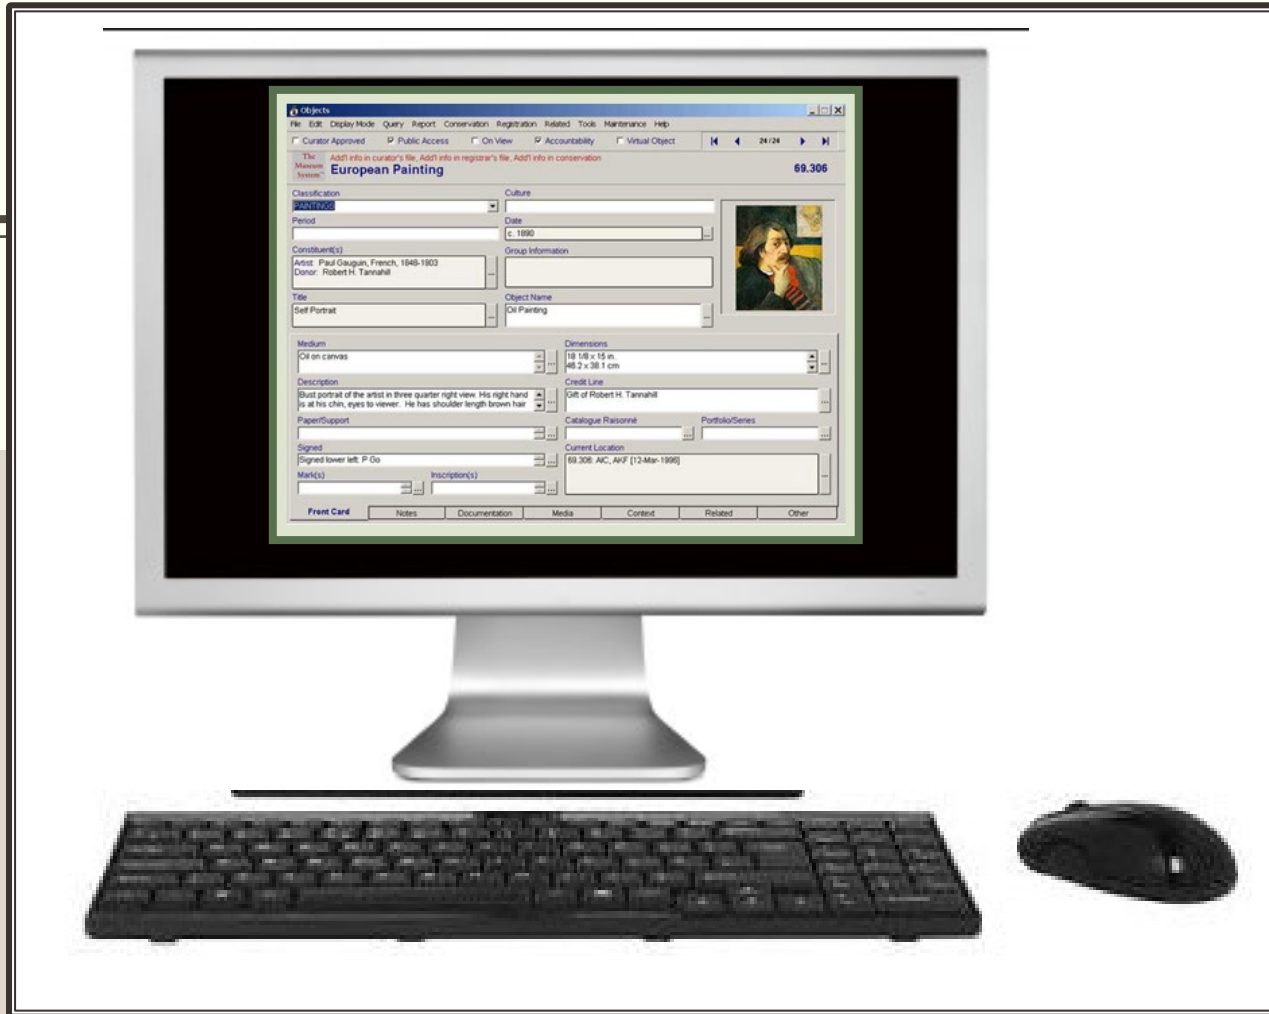 Objects
File Edit Display Mode Query Report Conservation Registration Related Tools Maintenance Help
Curator Approved Public Access On View Accountability Virtual Object 24 / 24
The Museum System
Add'l info in curator's file, Add'l info in registrar's file, Add'l info in conservation
European Painting 69.306
Classification Culture
PAINTINGS
Period Date
c. 1890 ...
Constituent(s) Group Information
Artist: Paul Gauguin, French, 1848-1903
Donor: Robert H. Tannahill
...
Title Object Name
Self Portrait ... Oil Painting ...
Medium Dimensions
Oil on canvas ... 18 1/8 x 15 in. ...
46.2 x 38.1 cm
Description Credit Line
Bust portrait of the artist in three quarter right view. His right hand Gift of Robert H. Tannahill
is at his chin, eyes to viewer. He has shoulder length brown hair
... ...
Paper/Support Catalogue Raisonné Portfolio/Series
... ... ...
Signed Current Location
Signed lower left: P Go ... 69.306: AIC, AKF [12-Mar-1996]
Mark(s) Inscription(s)
... ... ...
Front Card Notes Documentation Media Context Related Other